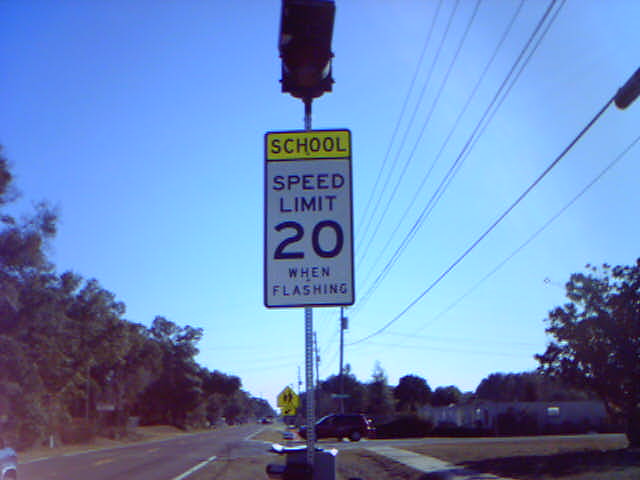 SCHOOL
SPEED
LIMIT
20
WHEN
FLASHING